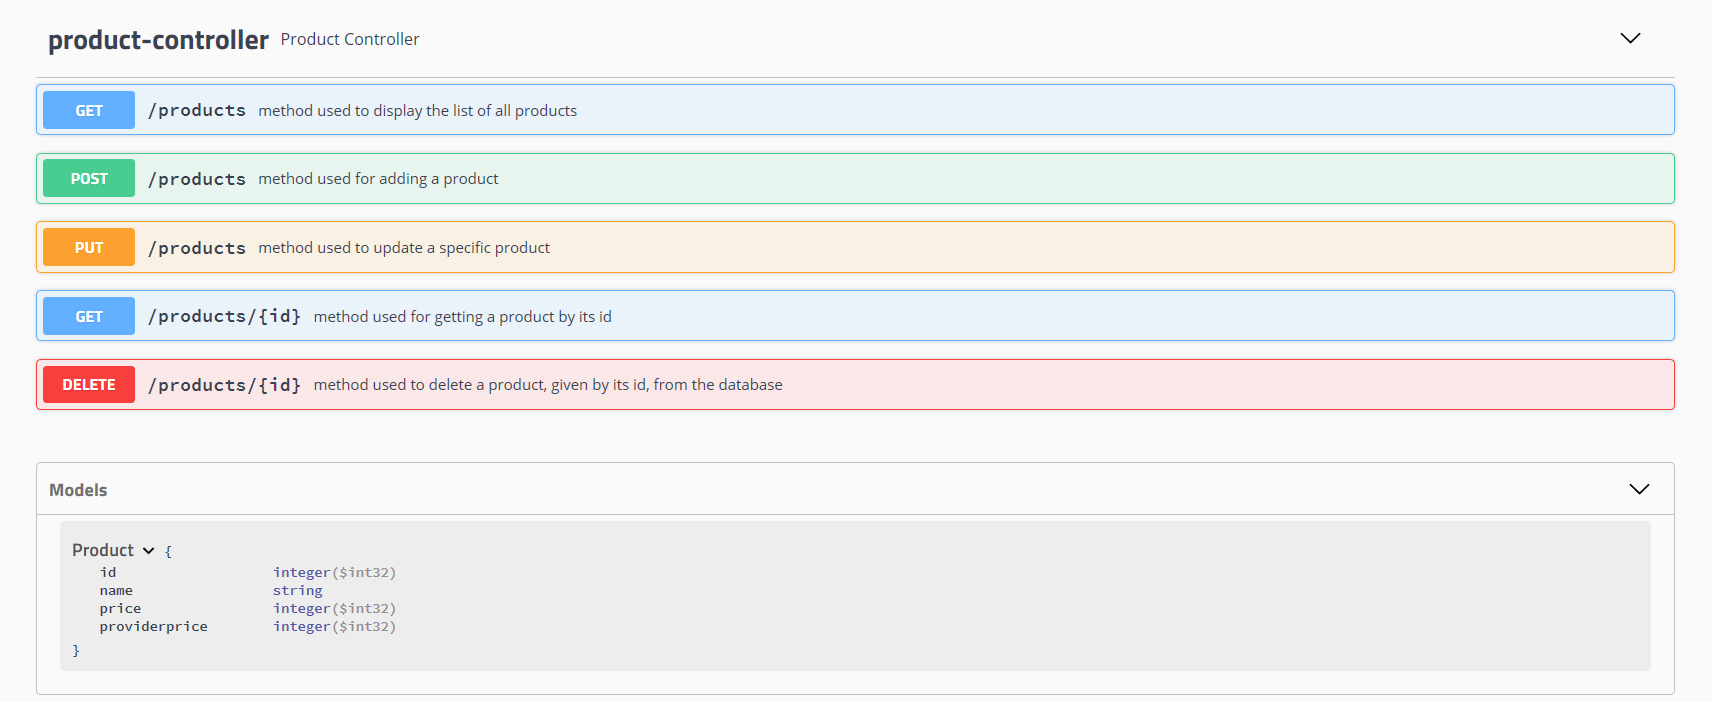 product-controller Product Controller
GET /products method used to display the list of all products
POST /products method used for adding a product
PUT /products method used to update a specific product
GET /products/{id} method used for getting a product by its id
DELETE /products/{id} method used to delete a product, given by its id, from the database
Models
Product {
id integer($int32)
name string
price integer($int32)
providerprice integer($int32)
}